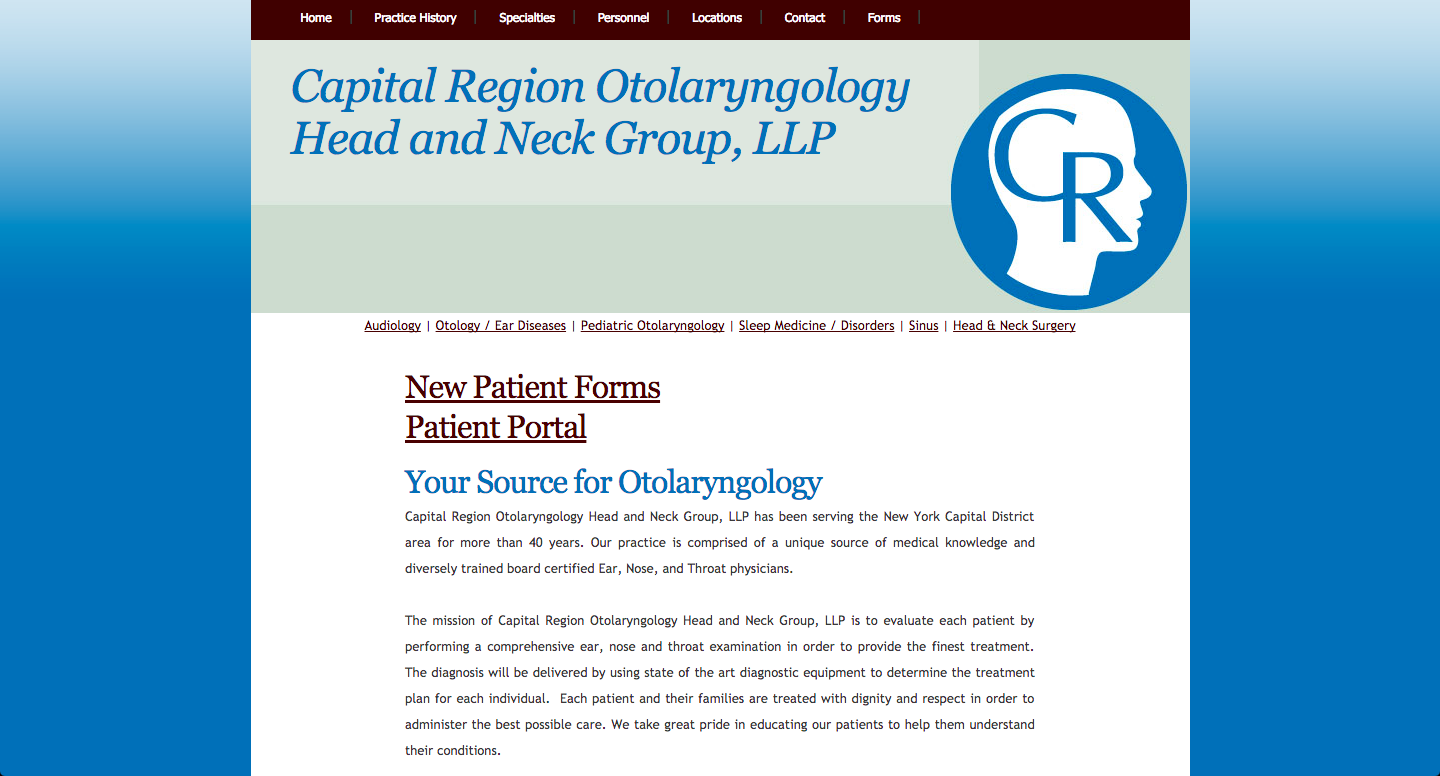 Home | Practice History | Specialties | Personnel | Locations | Contact | Forms |
Capital Region Otolaryngology
Head and Neck Group, LLP
CR
Audiology | Otology / Ear Diseases | Pediatric Otolaryngology | Sleep Medicine / Disorders | Sinus | Head & Neck Surgery
New Patient Forms
Patient Portal
Your Source for Otolaryngology
Capital Region Otolaryngology Head and Neck Group, LLP has been serving the New York Capital District
area for more than 40 years. Our practice is comprised of a unique source of medical knowledge and
diversely trained board certified Ear, Nose, and Throat physicians.
The mission of Capital Region Otolaryngology Head and Neck Group, LLP is to evaluate each patient by
performing a comprehensive ear, nose and throat examination in order to provide the finest treatment.
The diagnosis will be delivered by using state of the art diagnostic equipment to determine the treatment
plan for each individual.  Each patient and their families are treated with dignity and respect in order to
administer the best possible care. We take great pride in educating our patients to help them understand
their conditions.